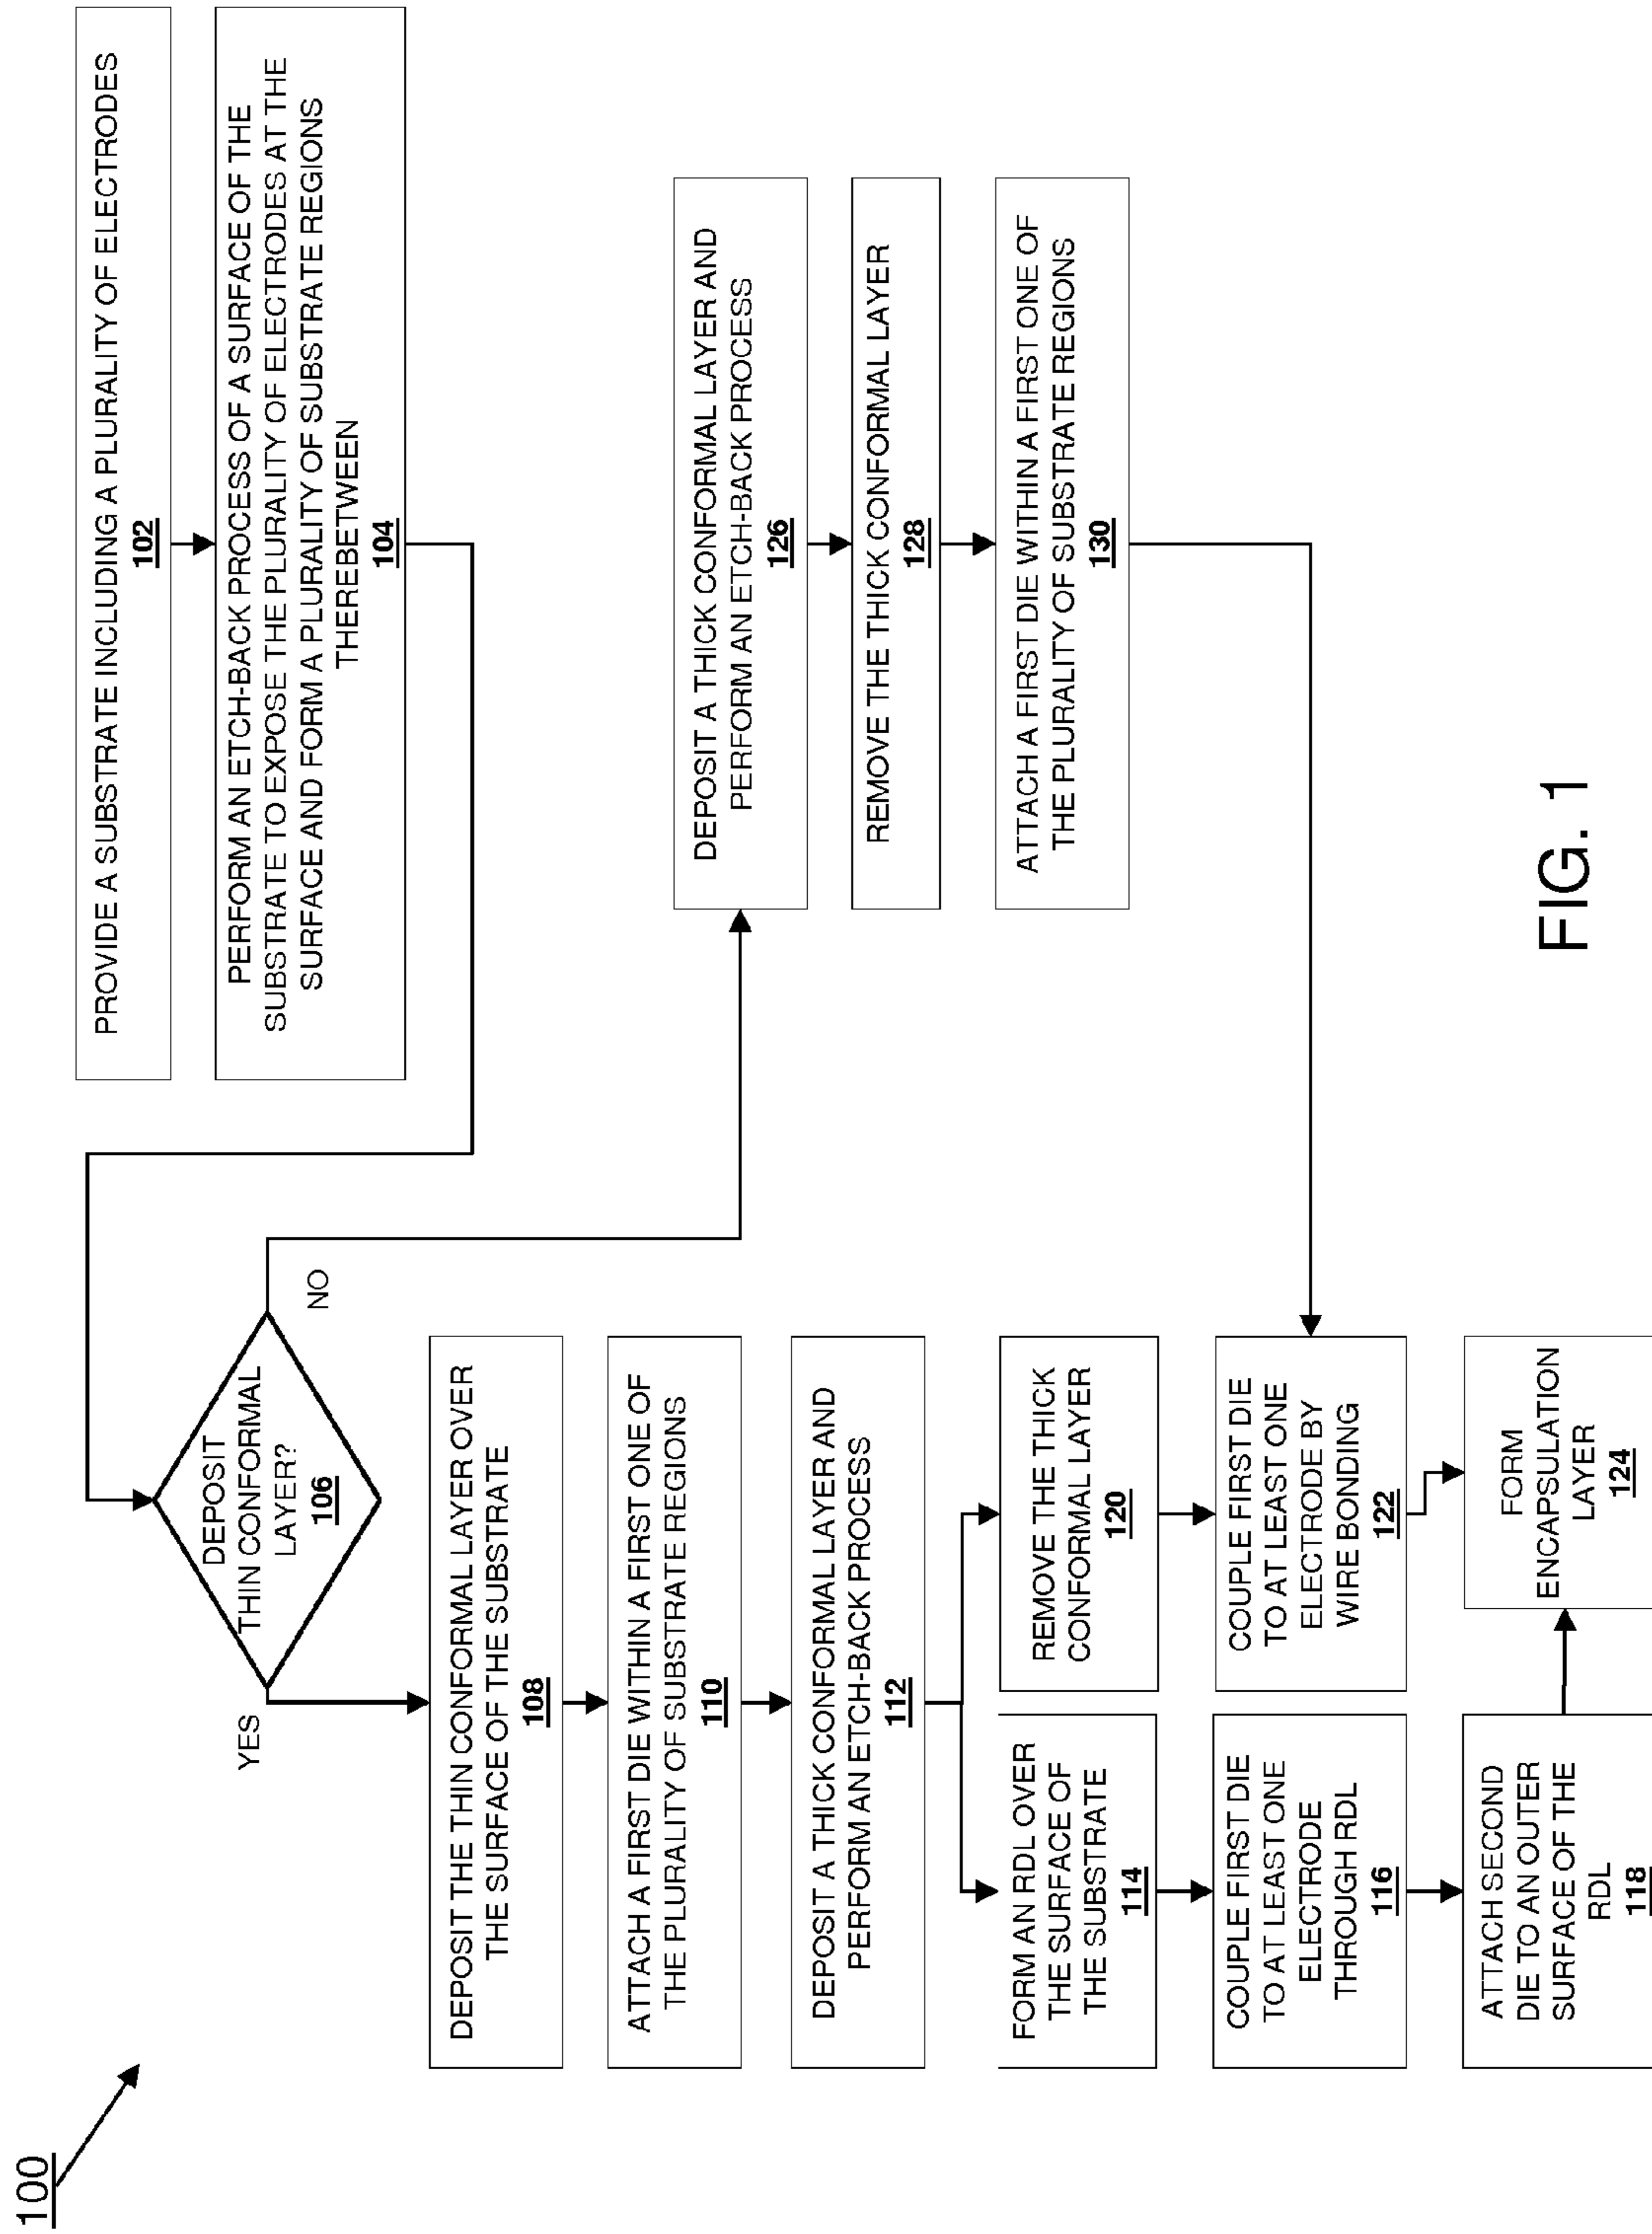 100
PROVIDE A SUBSTRATE INCLUDING A PLURALITY OF ELECTRODES
102
PERFORM AN ETCH-BACK PROCESS OF A SURFACE OF THE
SUBSTRATE TO EXPOSE THE PLURALITY OF ELECTRODES AT THE
SURFACE AND FORM A PLURALITY OF SUBSTRATE REGIONS
THEREBETWEEN
104
DEPOSIT
THIN CONFORMAL
LAYER?
106
YES
NO
DEPOSIT THE THIN CONFORMAL LAYER OVER
THE SURFACE OF THE SUBSTRATE
108
ATTACH A FIRST DIE WITHIN A FIRST ONE OF
THE PLURALITY OF SUBSTRATE REGIONS
110
DEPOSIT A THICK CONFORMAL LAYER AND
PERFORM AN ETCH-BACK PROCESS
112
FORM AN RDL OVER
THE SURFACE OF
THE SUBSTRATE
114
COUPLE FIRST DIE
TO AT LEAST ONE
ELECTRODE
THROUGH RDL
116
ATTACH SECOND
DIE TO AN OUTER
SURFACE OF THE
RDL
118
REMOVE THE THICK
CONFORMAL LAYER
120
COUPLE FIRST DIE
TO AT LEAST ONE
ELECTRODE BY
WIRE BONDING
122
FORM
ENCAPSULATION
LAYER
124
DEPOSIT A THICK CONFORMAL LAYER AND
PERFORM AN ETCH-BACK PROCESS
126
REMOVE THE THICK CONFORMAL LAYER
128
ATTACH A FIRST DIE WITHIN A FIRST ONE OF
THE PLURALITY OF SUBSTRATE REGIONS
130
FIG. 1